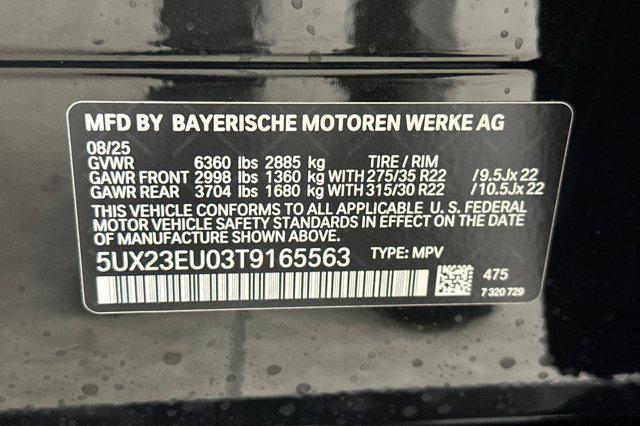 MFD BY BAYERISCHE MOTOREN WERKE AG
08/25
GVWR 6360 lbs 2885 kg TIRE / RIM
GAWR FRONT 2998 lbs 1360 kg WITH 275/35 R22 / 9.5Jx 22
GAWR REAR 3704 lbs 1680 kg WITH 315/30 R22 / 10.5Jx 22
THIS VEHICLE CONFORMS TO ALL APPLICABLE U. S. FEDERAL
MOTOR VEHICLE SAFETY STANDARDS IN EFFECT ON THE DATE
OF MANUFACTURE SHOWN ABOVE.
5UX23EU03T9165563 TYPE: MPV
475
7 320 729